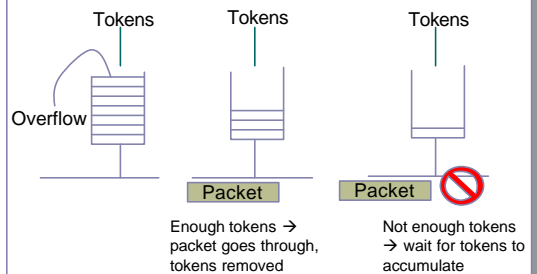 Tokens
Tokens
Tokens
Overflow
Packet
Packet
Enough tokens →
packet goes through,
tokens removed
Not enough tokens
→ wait for tokens to
accumulate